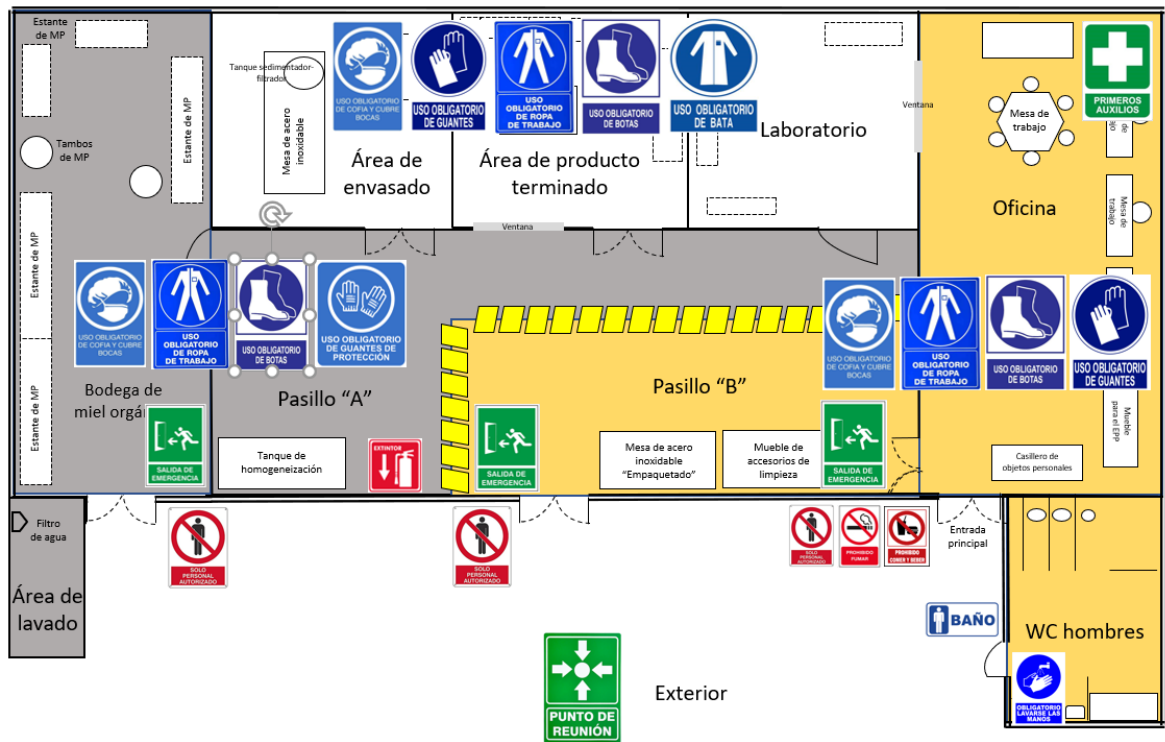 Estante
de MP
Estante de MP
Tambos
de MP
Estante de MP
Estante de MP
Bodega de
miel orgán
SALIDA DE
EMERGENCIA
Tanque sedimentador-
filtrador
Mesa de acero
inoxidable
Área de
envasado
USO OBLIGATORIO
DE COFIA Y CUBRE
BOCAS
USO OBLIGATORIO
DE GUANTES
USO
OBLIGATORIO
DE ROPA DE
TRABAJO
USO OBLIGATORIO
DE BOTAS
USO OBLIGATORIO
DE BATA
Área de producto
terminado
Laboratorio
Ventana
Ventana
PRIMEROS
AUXILIOS
Mesa de
trabajo
de
trabajo
Mesa de
trabajo
Oficina
USO OBLIGATORIO
DE COFIA Y CUBRE
BOCAS
USO
OBLIGATORIO
DE ROPA DE
TRABAJO
USO OBLIGATORIO
DE BOTAS
USO OBLIGATORIO
DE GUANTES DE
PROTECCIÓN
Pasillo “A”
Tanque de
homogeneización
EXTINTOR
Pasillo “B”
SALIDA DE
EMERGENCIA
Mesa de acero
inoxidable
“Empaquetado”
Mueble de
accesorios de
limpieza
SALIDA DE
EMERGENCIA
USO OBLIGATORIO
DE COFIA Y CUBRE
BOCAS
USO
OBLIGATORIO
DE ROPA DE
TRABAJO
USO OBLIGATORIO
DE BOTAS
USO OBLIGATORIO
DE GUANTES
Mueble
para el EPP
Casillero de
objetos personales
Filtro
de agua
Área de
lavado
SOLO
PERSONAL
AUTORIZADO
SOLO
PERSONAL
AUTORIZADO
SOLO
PERSONAL
AUTORIZADO
PROHIBIDO
FUMAR
PROHIBIDO
COMER Y BEBER
Entrada
principal
BAÑO
WC hombres
OBLIGATORIO
LAVARSE LAS
MANOS
PUNTO DE
REUNIÓN
Exterior